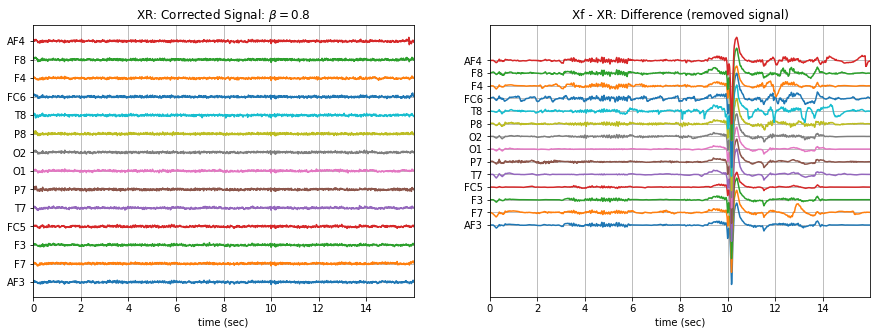 XR: Corrected Signal: β = 0.8
AF4
F8
F4
FC6
T8
P8
O2
O1
P7
T7
FC5
F3
F7
AF3
0 2 4 6 8 10 12 14
time (sec)
Xf - XR: Difference (removed signal)
AF4
F8
F4
FC6
T8
P8
O2
O1
P7
T7
FC5
F3
F7
AF3
0 2 4 6 8 10 12 14
time (sec)